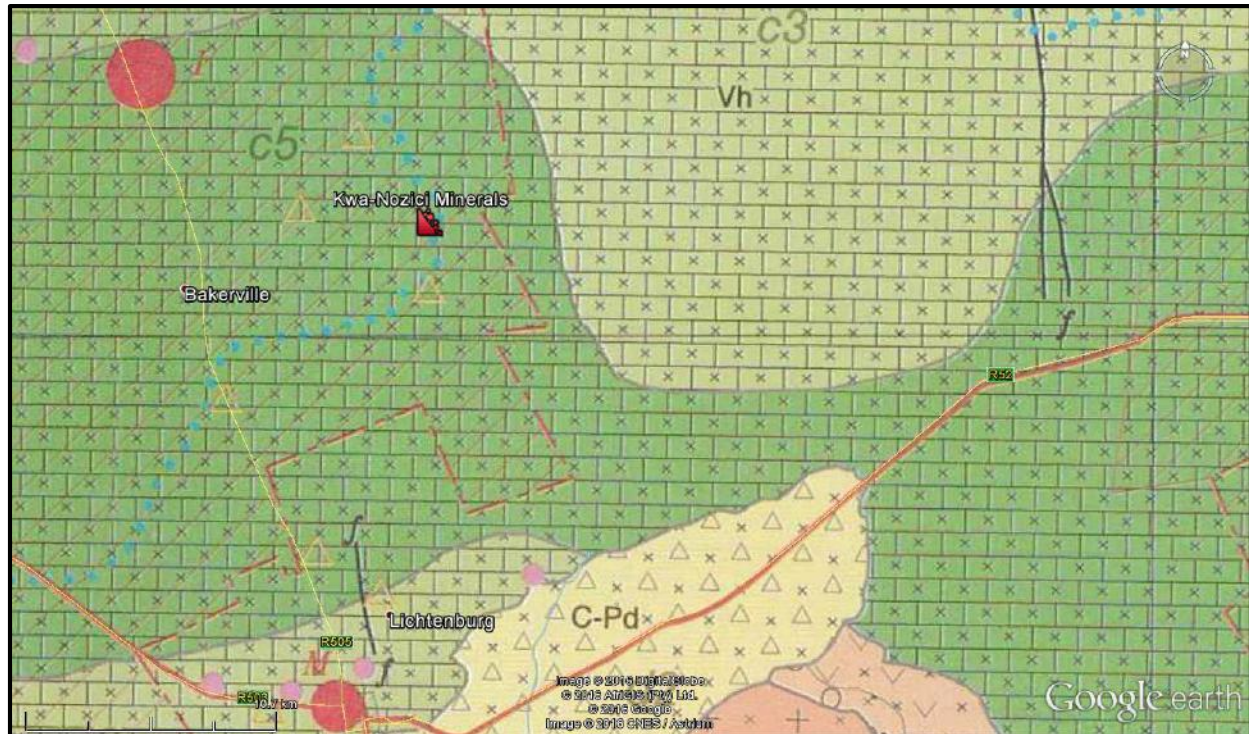 c3
N
Vh
c5
Kwa-Nozici Minerals
Bakerville
f
R52
f
C-Pd
Lichtenburg
R505
f
R503
10.7 km
Image © 2016 DigitalGlobe
© 2016 AfriGIS (Pty) Ltd.
© 2016 Google
Image © 2016 CNES / Astrium
Google earth